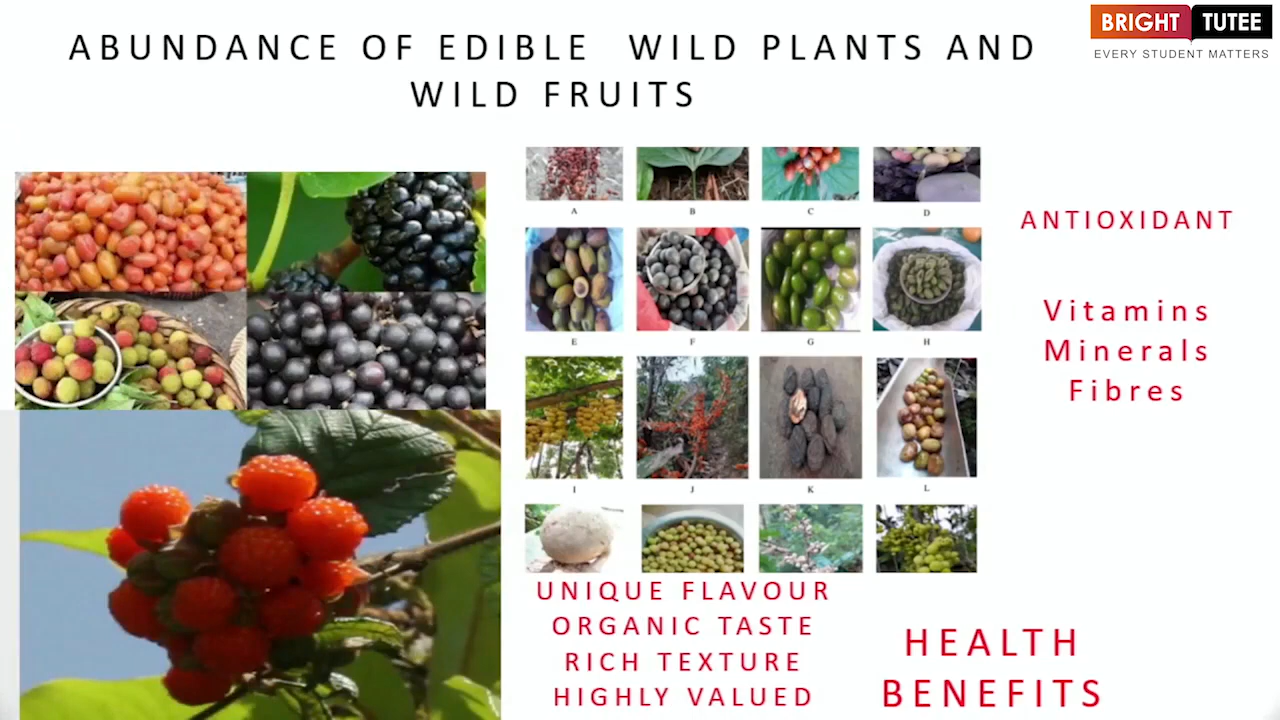 BRIGHT TUTEE
EVERY STUDENT MATTERS
ABUNDANCE OF EDIBLE WILD PLANTS AND
WILD FRUITS
A B C D
E F G H
I J K L
ANTIOXIDANT
Vitamins
Minerals
Fibres
UNIQUE FLAVOUR
ORGANIC TASTE
RICH TEXTURE
HIGHLY VALUED
HEALTH
BENEFITS